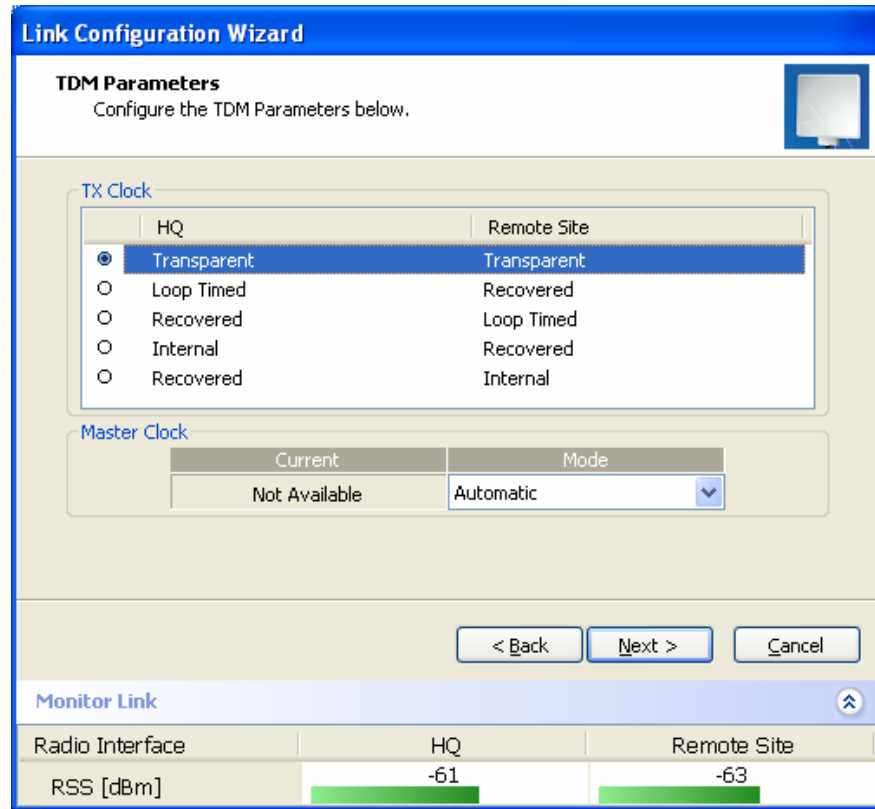 Link Configuration Wizard
TDM Parameters
Configure the TDM Parameters below.
TX Clock
HQ Remote Site
Transparent Transparent
Loop Timed Recovered
Recovered Loop Timed
Internal Recovered
Recovered Internal
Master Clock
Current Mode
Not Available Automatic
< Back Next > Cancel
Monitor Link
Radio Interface HQ Remote Site
RSS [dBm] -61 -63